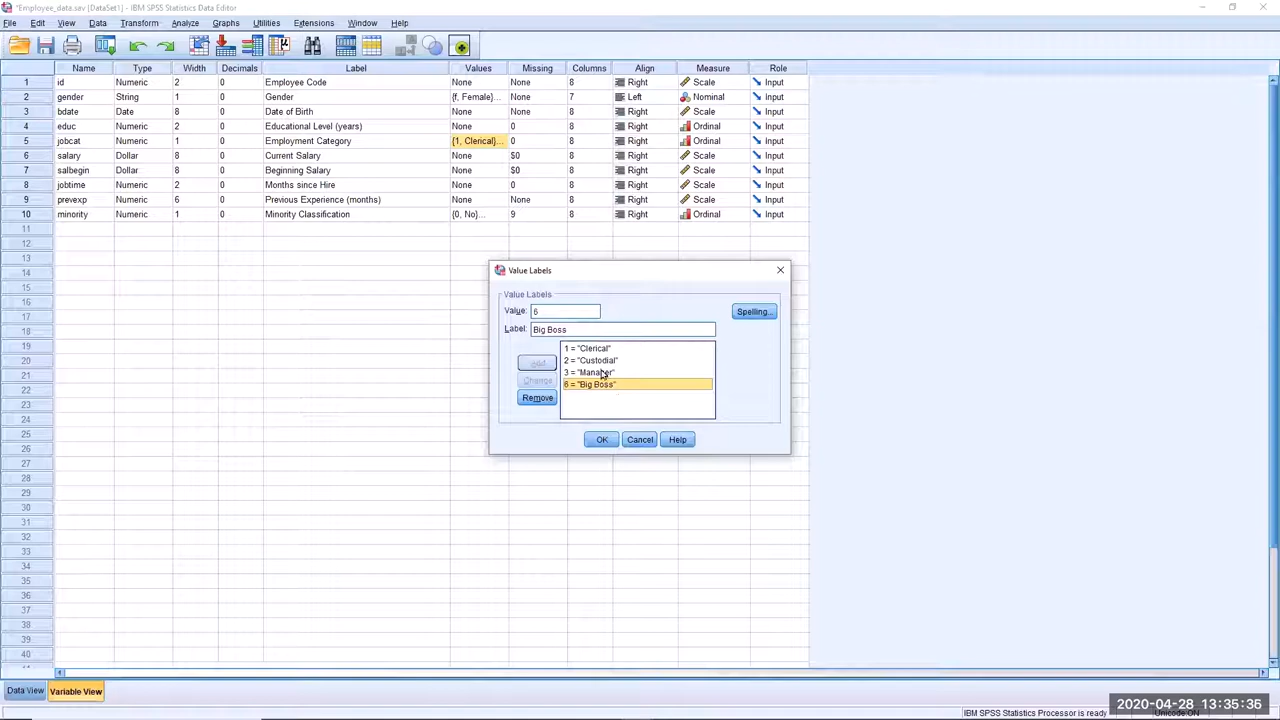 *Employee_data.sav [DataSet1] - IBM SPSS Statistics Data Editor
File Edit View Data Transform Analyze Graphs Utilities Extensions Window Help
Name Type Width Decimals Label Values Missing Columns Align Measure Role
1 id Numeric 2 0 Employee Code None None 8 Right Scale Input
2 gender String 1 0 Gender {f, Female}... None 7 Left Nominal Input
3 bdate Date 8 0 Date of Birth None None 8 Right Scale Input
4 educ Numeric 2 0 Educational Level (years) None 0 8 Right Ordinal Input
5 jobcat Numeric 1 0 Employment Category {1, Clerical}... 0 8 Right Ordinal Input
6 salary Dollar 8 0 Current Salary None $0 8 Right Scale Input
7 salbegin Dollar 8 0 Beginning Salary None $0 8 Right Scale Input
8 jobtime Numeric 2 0 Months since Hire None 0 8 Right Scale Input
9 prevexp Numeric 6 0 Previous Experience (months) None None 8 Right Scale Input
10 minority Numeric 1 0 Minority Classification {0, No}... 9 8 Right Ordinal Input
11
12
13
14
15
16
17
18
19
20
21
22
23
24
25
26
27
28
29
30
31
32
33
34
35
36
37
38
39
40
Value Labels
Value Labels
Value: 6
Spelling...
Label: Big Boss
1 = "Clerical"
2 = "Custodial"
3 = "Manager"
6 = "Big Boss"
Add
Change
Remove
OK Cancel Help
Data View Variable View
2020-04-28 13:35:36
IBM SPSS Statistics Processor is ready Unicode:ON